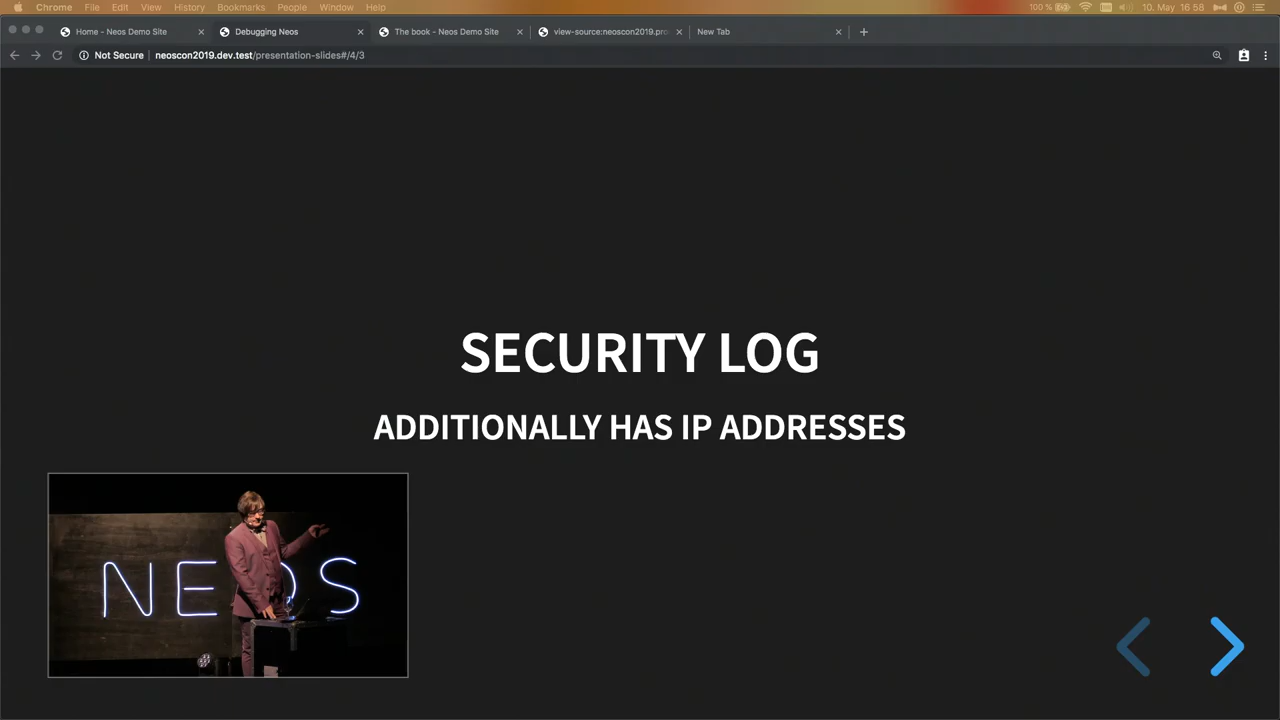 Chrome File Edit View History Bookmarks People Window Help 100 % 10. May 16 58
Home - Neos Demo Site Debugging Neos The book - Neos Demo Site view-source:neoscon2019.pro New Tab
Not Secure neoscon2019.dev.test/presentation-slides#/4/3
SECURITY LOG
ADDITIONALLY HAS IP ADDRESSES
NEOS